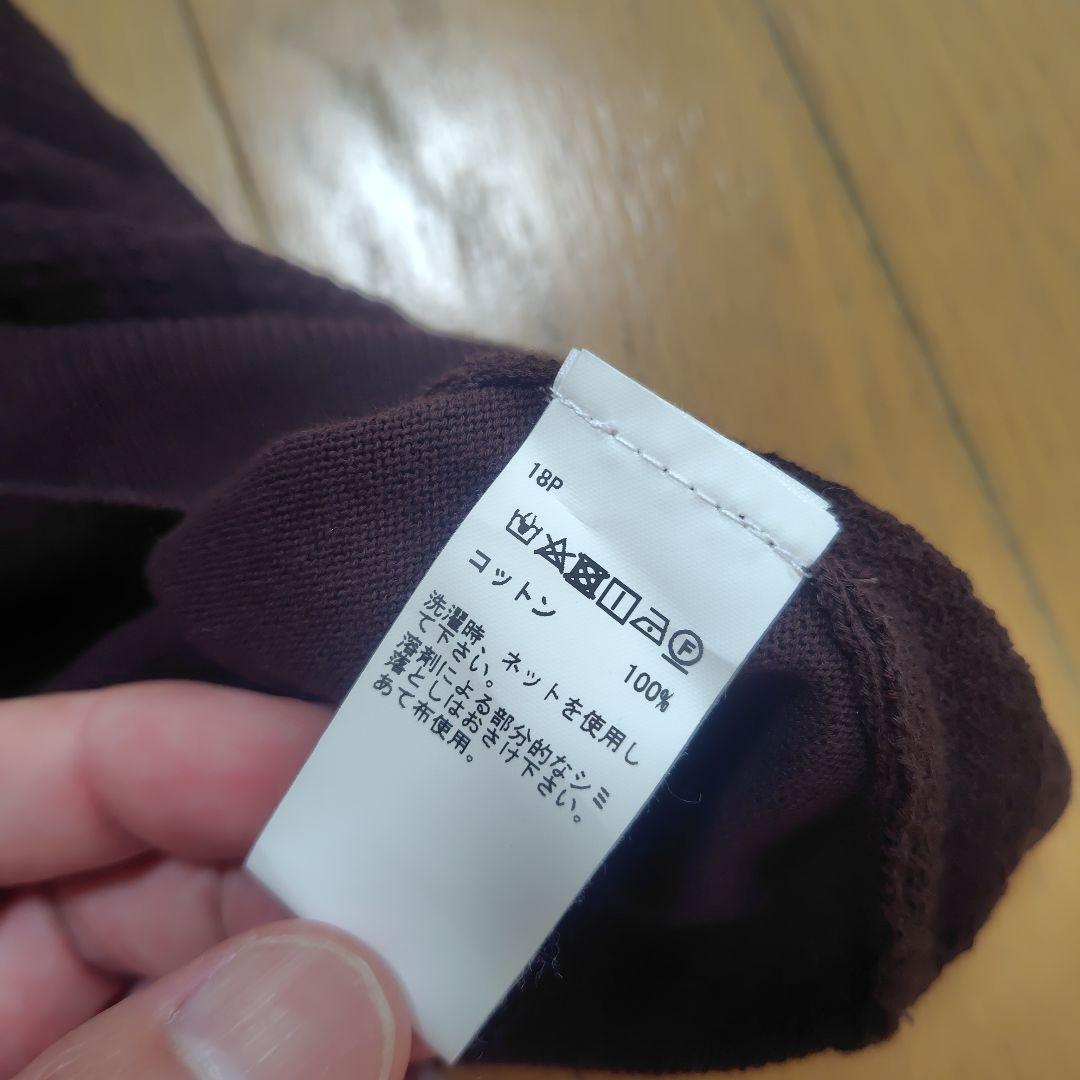 18P
F
コットン 100%
洗濯時、ネットを使用し
て下さい。
溶剤による部分的なシミ
落としはおさけ下さい。
あて布使用。